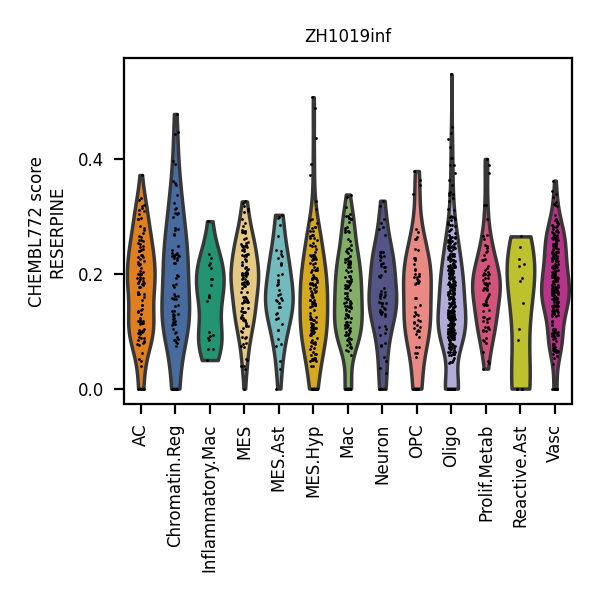 ZH1019inf
CHEMBL772 score
RESERPINE
0.4
0.2
0.0
AC
Chromatin.Reg
Inflammatory.Mac
MES
MES.Ast
MES.Hyp
Mac
Neuron
OPC
Oligo
Prolif.Metab
Reactive.Ast
Vasc